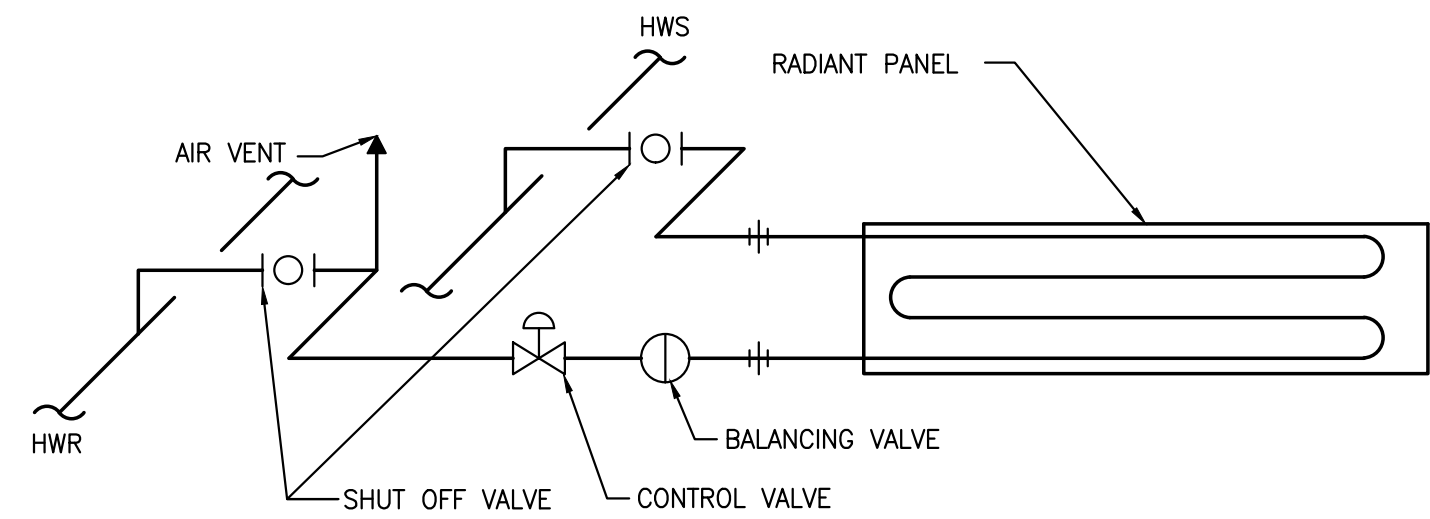 HWS
RADIANT PANEL
AIR VENT
HWR
BALANCING VALVE
SHUT OFF VALVE
CONTROL VALVE